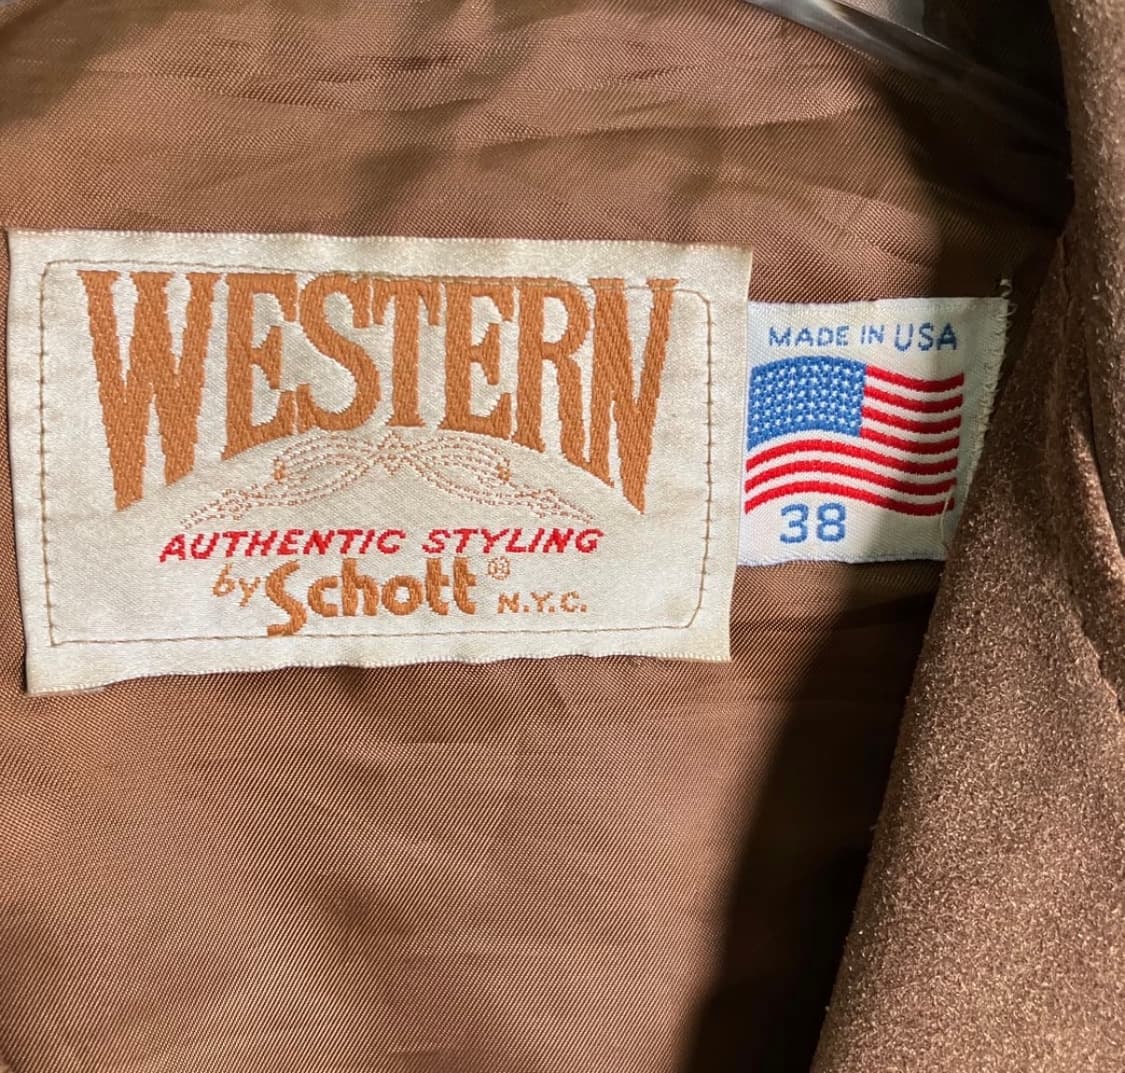 WESTERN
AUTHENTIC STYLING
by Schott® N.Y.C.
MADE IN USA
38